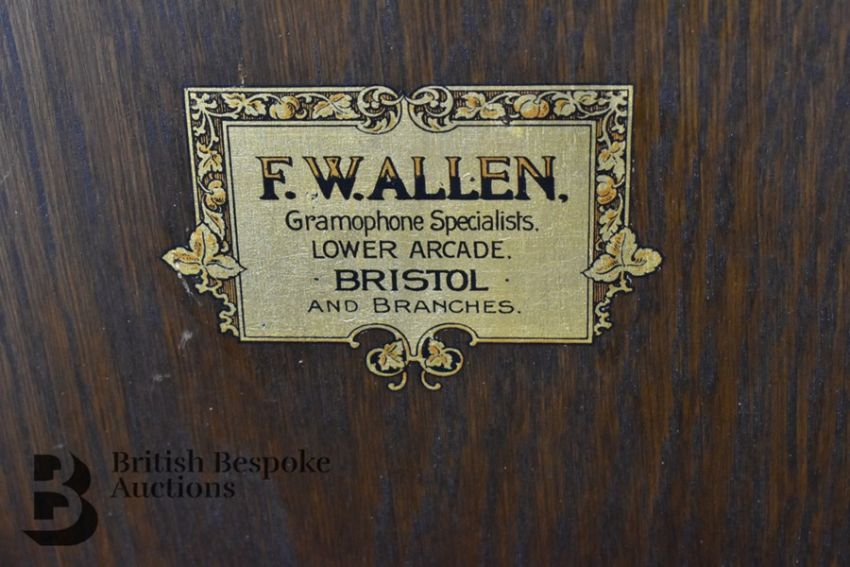 F. W. ALLEN,
Gramophone Specialists.
LOWER ARCADE.
· BRISTOL ·
AND BRANCHES.
B
British Bespoke
Auctions